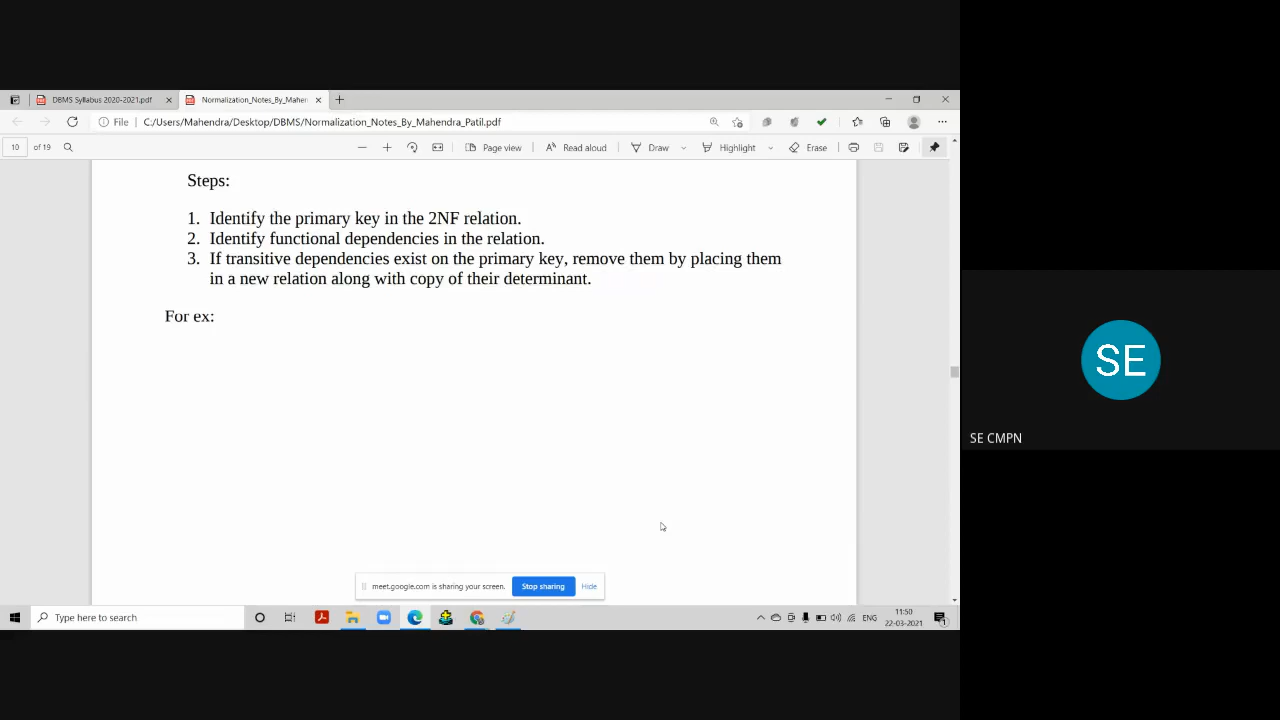 DBMS Syllabus 2020-2021.pdf
Normalization_Notes_By_Mahen
File
C:/Users/Mahendra/Desktop/DBMS/Normalization_Notes_By_Mahendra_Patil.pdf
10 of 19
Page view
Read aloud
Draw
Highlight
Erase
Steps:
1. Identify the primary key in the 2NF relation.
2. Identify functional dependencies in the relation.
3. If transitive dependencies exist on the primary key, remove them by placing them
in a new relation along with copy of their determinant.
For ex:
SE
SE CMPN
meet.google.com is sharing your screen.
Stop sharing
Hide
Type here to search
ENG
11:50
22-03-2021